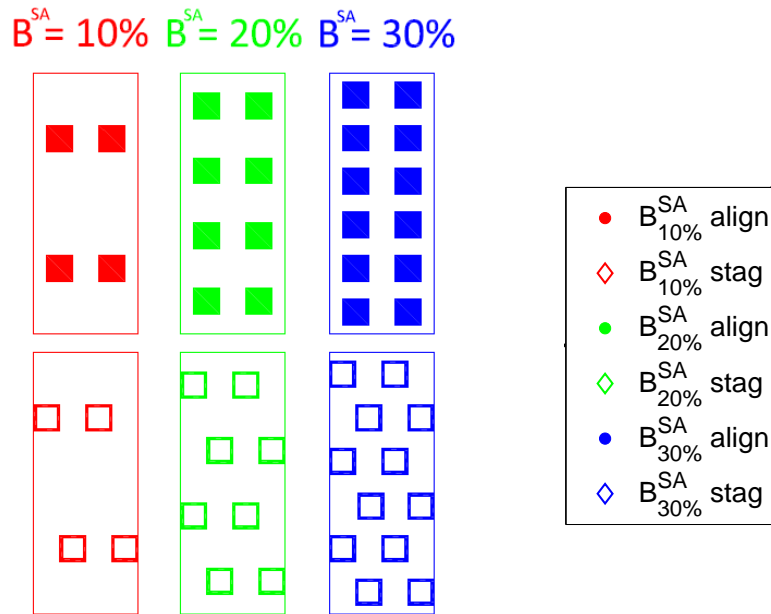 B^SA = 10% B^SA = 20% B^SA = 30%
B^SA_10% align
B^SA_10% stag
B^SA_20% align
B^SA_20% stag
B^SA_30% align
B^SA_30% stag